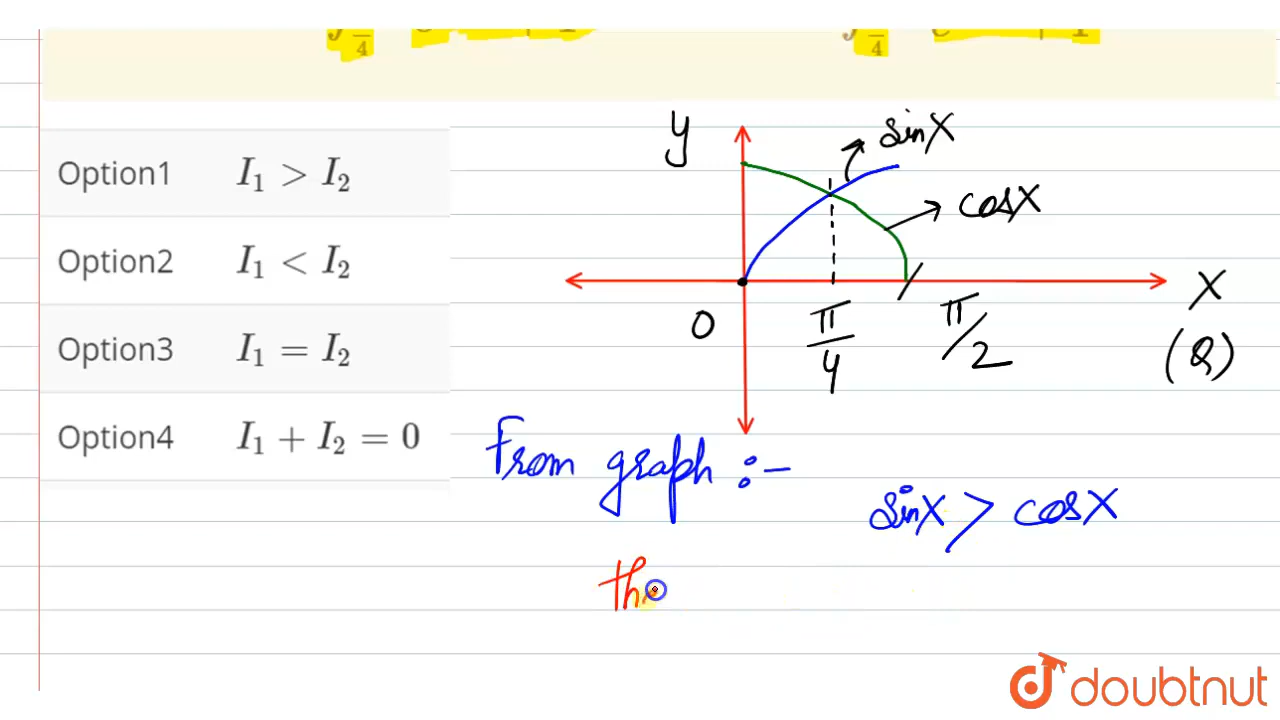 Option1 I₁ > I₂
Option2 I₁ < I₂
Option3 I₁ = I₂
Option4 I₁ + I₂ = 0
y
sinX
cosX
0
π/4
π/2
X
From graph :-
sinX > cosX
th
doubtnut